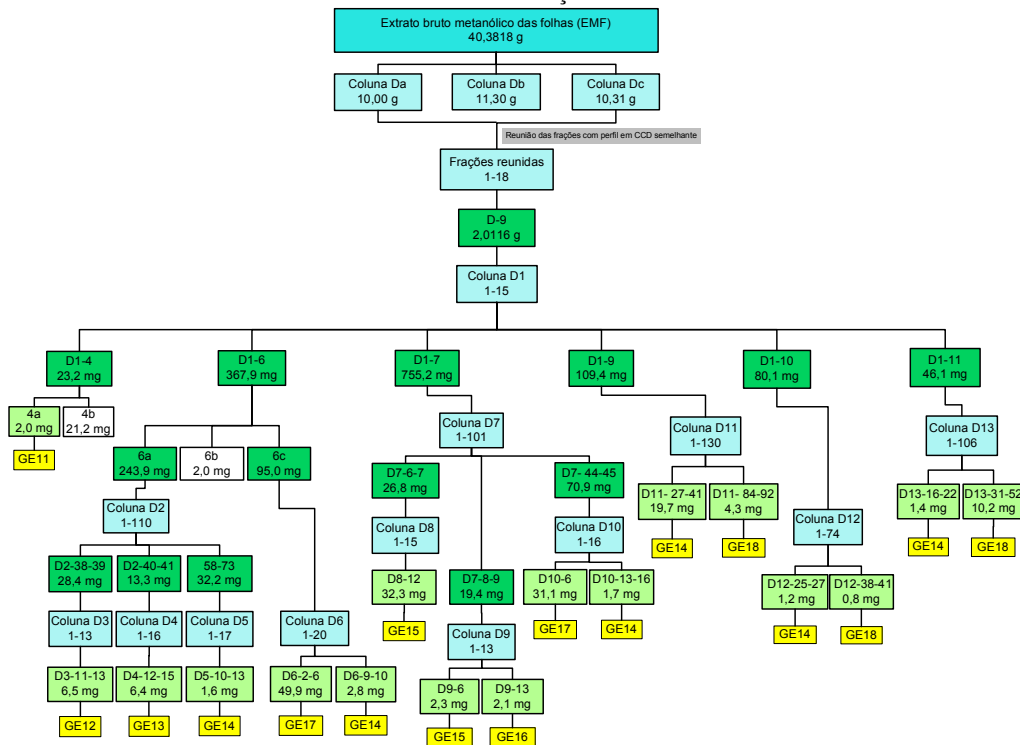 Extrato bruto metanólico das folhas (EMF)
40,3818 g
Coluna Da
10,00 g
Coluna Db
11,30 g
Coluna Dc
10,31 g
Reunião das frações com perfil em CCD semelhante
Frações reunidas
1-18
D-9
2,0116 g
Coluna D1
1-15
D1-4
23,2 mg
D1-6
367,9 mg
D1-7
755,2 mg
D1-9
109,4 mg
D1-10
80,1 mg
D1-11
46,1 mg
4a
2,0 mg
4b
21,2 mg
GE11
6a
243,9 mg
6b
2,0 mg
6c
95,0 mg
Coluna D7
1-101
Coluna D11
1-130
Coluna D13
1-106
D7-6-7
26,8 mg
D7- 44-45
70,9 mg
D11- 27-41
19,7 mg
D11- 84-92
4,3 mg
D13-16-22
1,4 mg
D13-31-52
10,2 mg
Coluna D2
1-110
Coluna D8
1-15
Coluna D10
1-16
GE14
GE18
Coluna D12
1-74
GE14
GE18
D2-38-39
28,4 mg
D2-40-41
13,3 mg
58-73
32,2 mg
D8-12
32,3 mg
D7-8-9
19,4 mg
D10-6
31,1 mg
D10-13-16
1,7 mg
D12-25-27
1,2 mg
D12-38-41
0,8 mg
Coluna D3
1-13
Coluna D4
1-16
Coluna D5
1-17
Coluna D6
1-20
GE15
Coluna D9
1-13
GE17
GE14
GE14
GE18
D3-11-13
6,5 mg
D4-12-15
6,4 mg
D5-10-13
1,6 mg
D6-2-6
49,9 mg
D6-9-10
2,8 mg
D9-6
2,3 mg
D9-13
2,1 mg
GE12
GE13
GE14
GE17
GE14
GE15
GE16